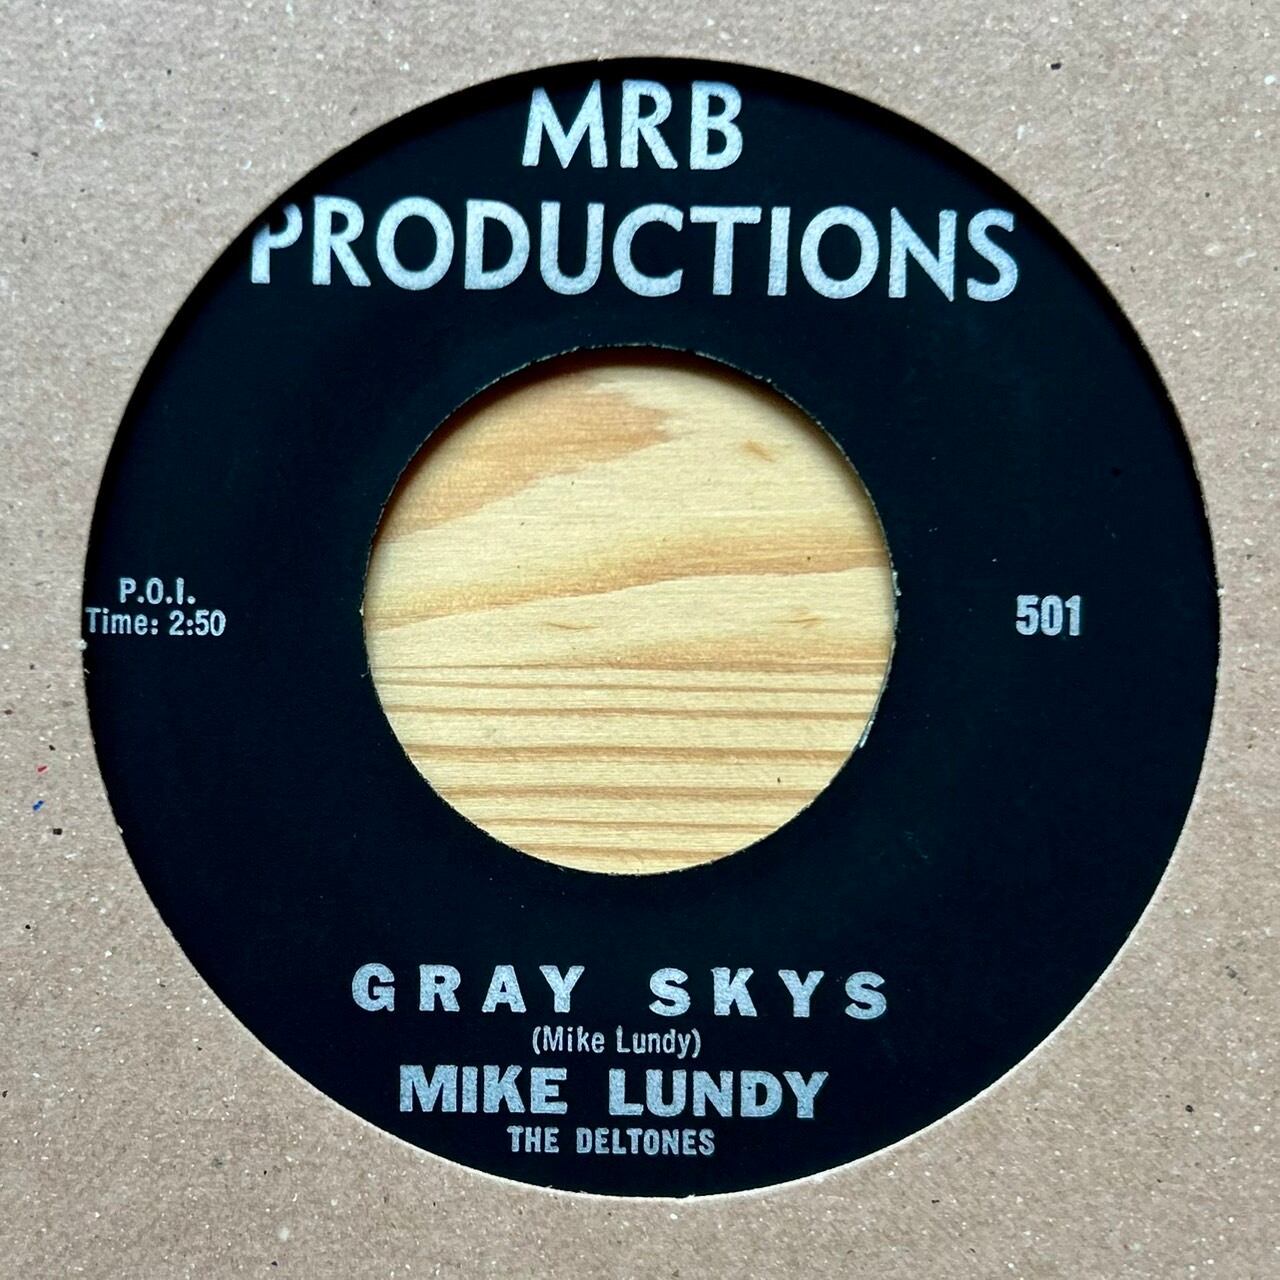 MRB
PRODUCTIONS
P.O.I.
Time: 2:50
501
GRAY SKYS
(Mike Lundy)
MIKE LUNDY
THE DELTONES